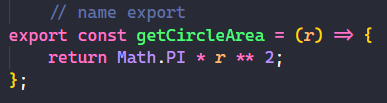 // name export
export const getCircleArea = (r) => {
    return Math.PI * r ** 2;
};